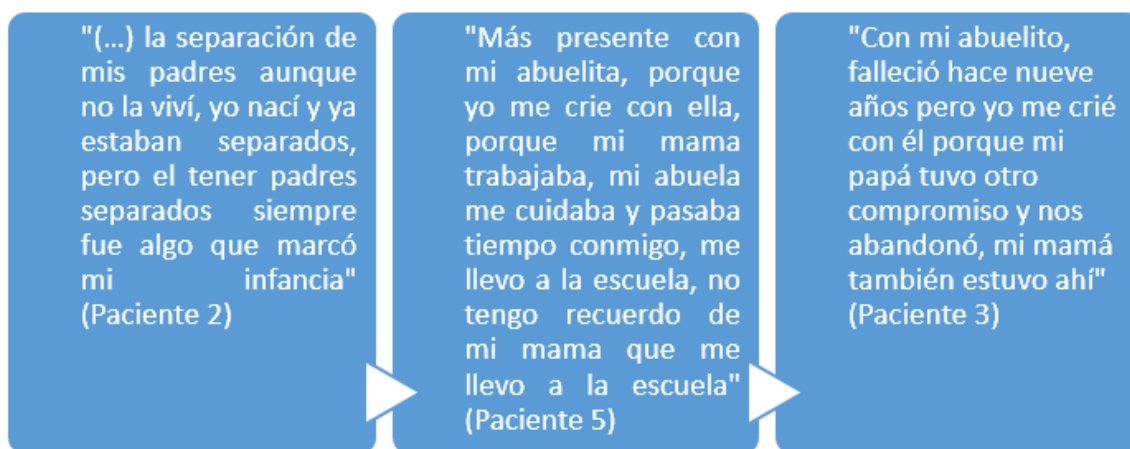 "(...) la separación de
mis padres aunque
no la viví, yo nací y ya
estaban separados,
pero el tener padres
separados siempre
fue algo que marcó
mi infancia"
(Paciente 2)
"Más presente con
mi abuelita, porque
yo me crie con ella,
porque mi mama
trabajaba, mi abuela
me cuidaba y pasaba
tiempo conmigo, me
llevo a la escuela, no
tengo recuerdo de
mi mama que me
llevo a la escuela"
(Paciente 5)
"Con mi abuelito,
falleció hace nueve
años pero yo me crié
con él porque mi
papá tuvo otro
compromiso y nos
abandonó, mi mamá
también estuvo ahí"
(Paciente 3)